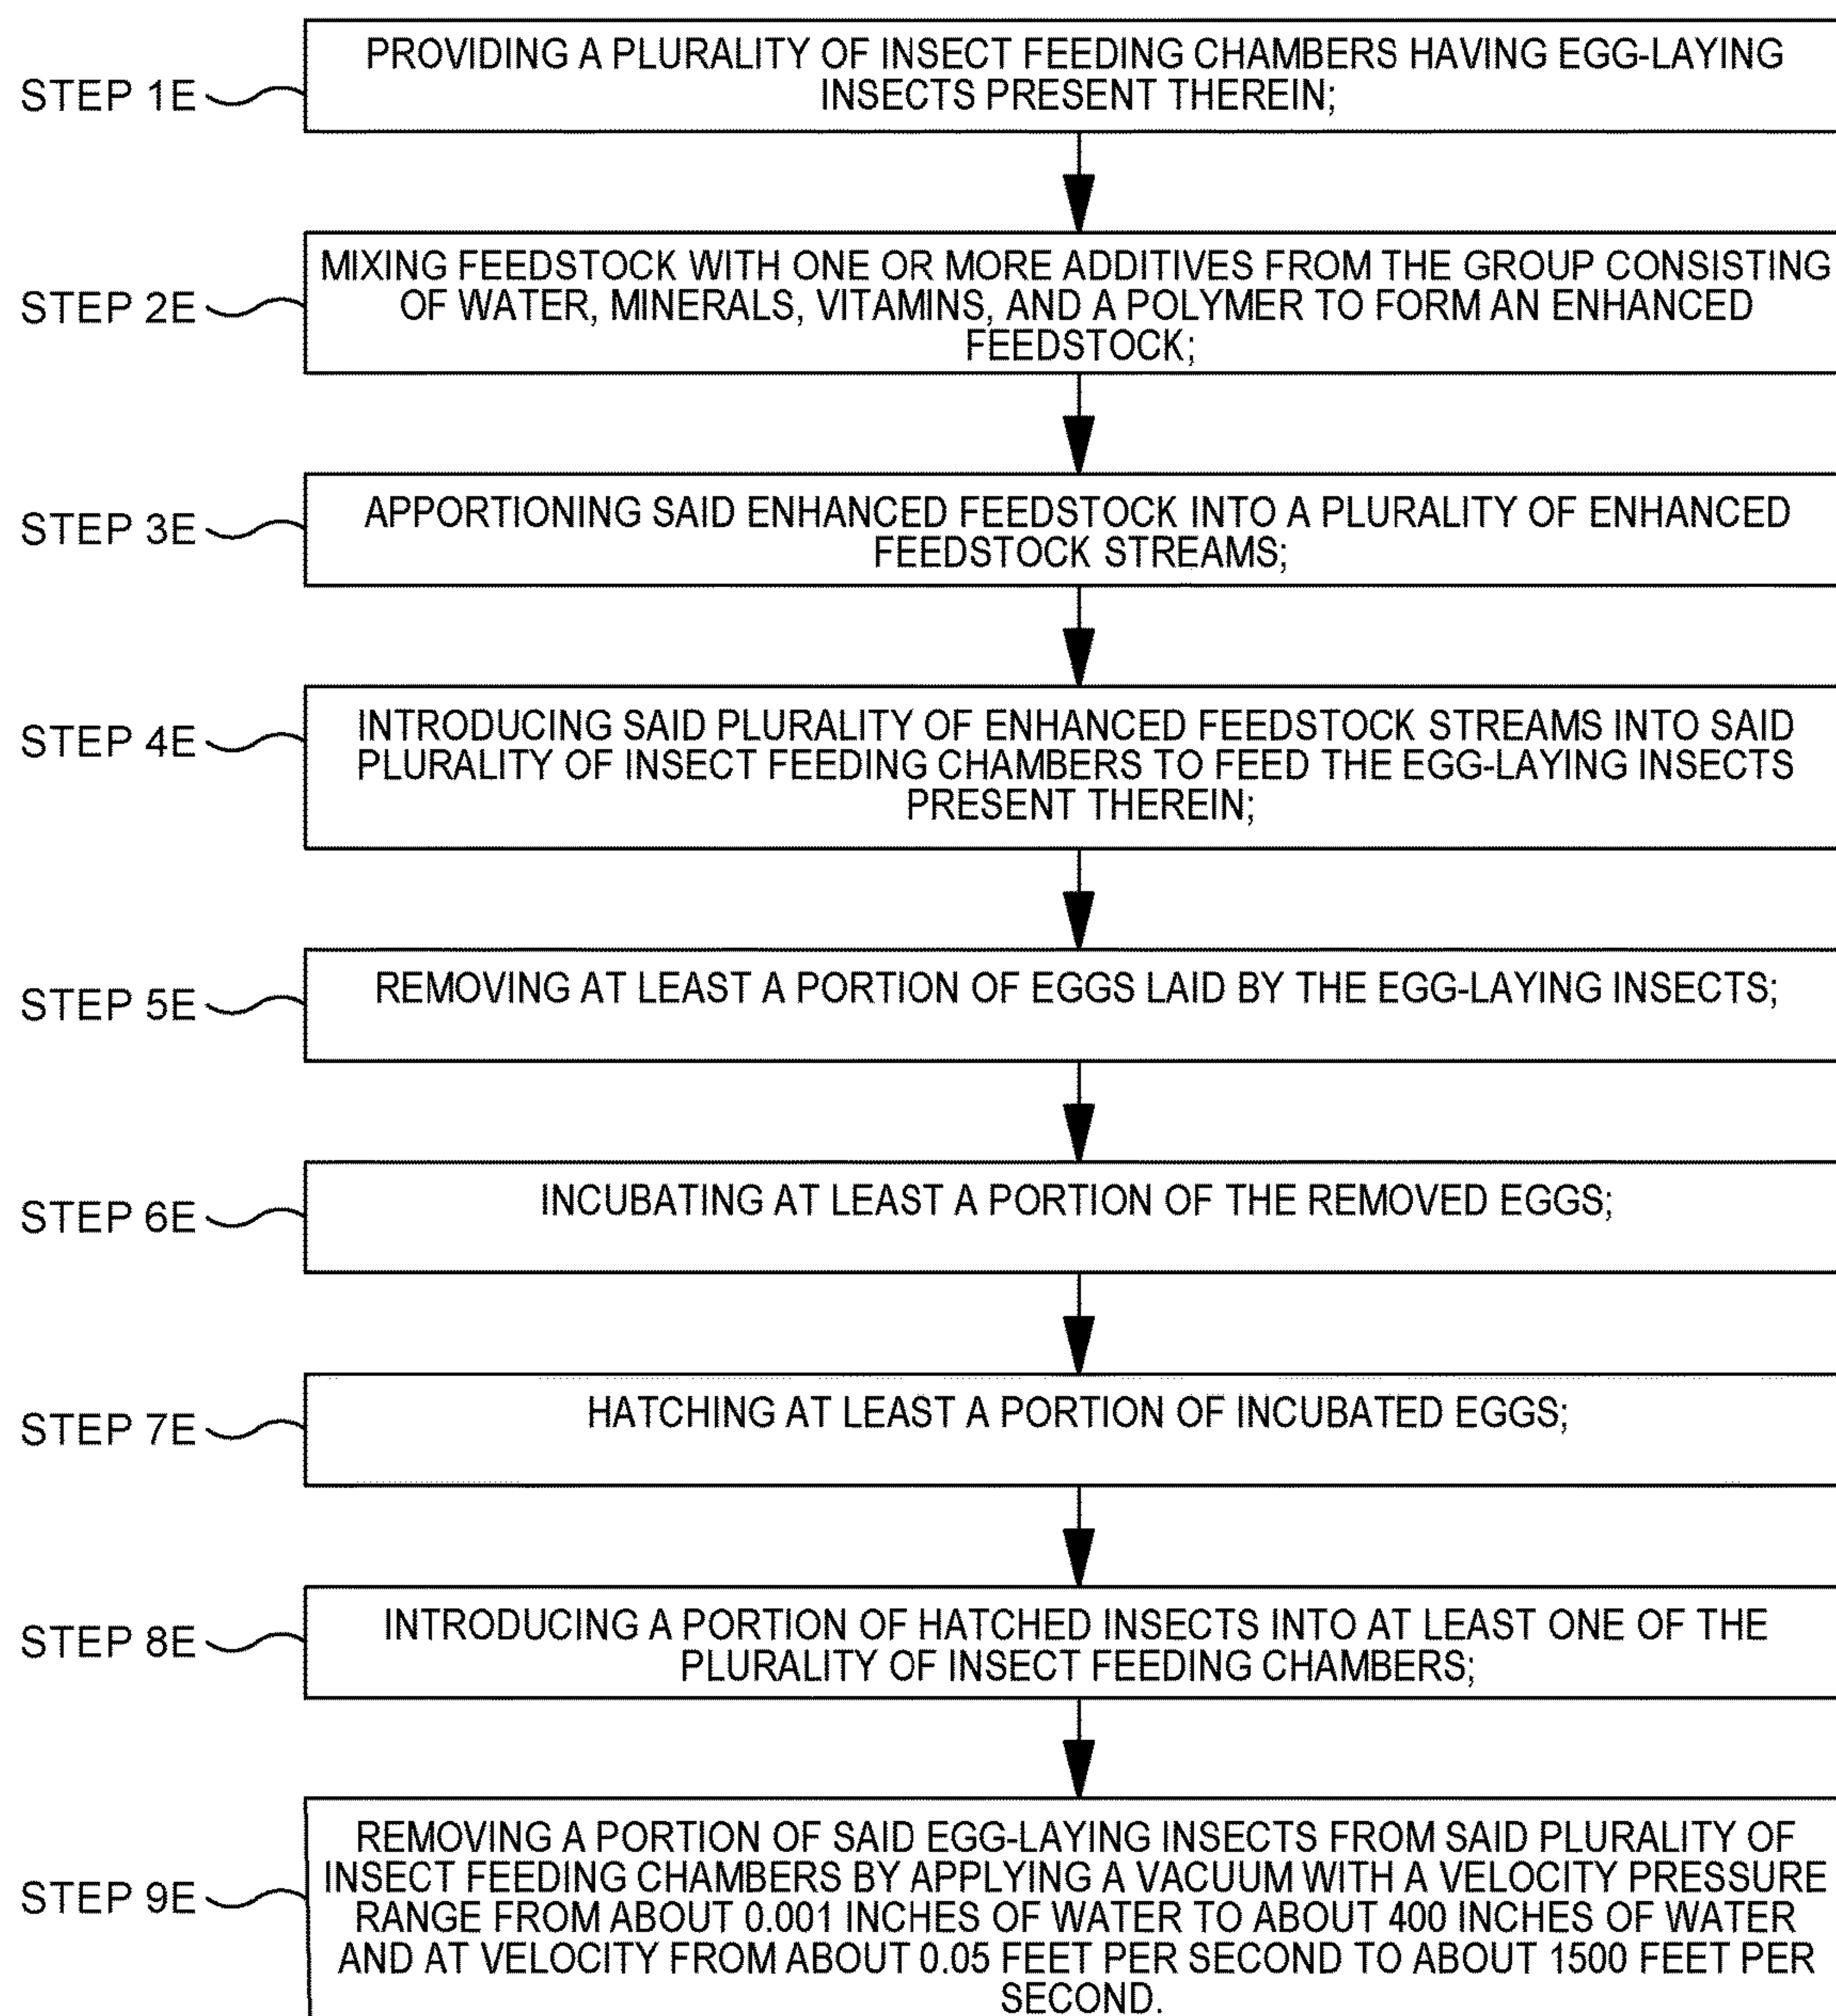 STEP 1E
PROVIDING A PLURALITY OF INSECT FEEDING CHAMBERS HAVING EGG-LAYING
INSECTS PRESENT THEREIN;
STEP 2E
MIXING FEEDSTOCK WITH ONE OR MORE ADDITIVES FROM THE GROUP CONSISTING
OF WATER, MINERALS, VITAMINS, AND A POLYMER TO FORM AN ENHANCED
FEEDSTOCK;
STEP 3E
APPORTIONING SAID ENHANCED FEEDSTOCK INTO A PLURALITY OF ENHANCED
FEEDSTOCK STREAMS;
STEP 4E
INTRODUCING SAID PLURALITY OF ENHANCED FEEDSTOCK STREAMS INTO SAID
PLURALITY OF INSECT FEEDING CHAMBERS TO FEED THE EGG-LAYING INSECTS
PRESENT THEREIN;
STEP 5E
REMOVING AT LEAST A PORTION OF EGGS LAID BY THE EGG-LAYING INSECTS;
STEP 6E
INCUBATING AT LEAST A PORTION OF THE REMOVED EGGS;
STEP 7E
HATCHING AT LEAST A PORTION OF INCUBATED EGGS;
STEP 8E
INTRODUCING A PORTION OF HATCHED INSECTS INTO AT LEAST ONE OF THE
PLURALITY OF INSECT FEEDING CHAMBERS;
STEP 9E
REMOVING A PORTION OF SAID EGG-LAYING INSECTS FROM SAID PLURALITY OF
INSECT FEEDING CHAMBERS BY APPLYING A VACUUM WITH A VELOCITY PRESSURE
RANGE FROM ABOUT 0.001 INCHES OF WATER TO ABOUT 400 INCHES OF WATER
AND AT VELOCITY FROM ABOUT 0.05 FEET PER SECOND TO ABOUT 1500 FEET PER
SECOND.